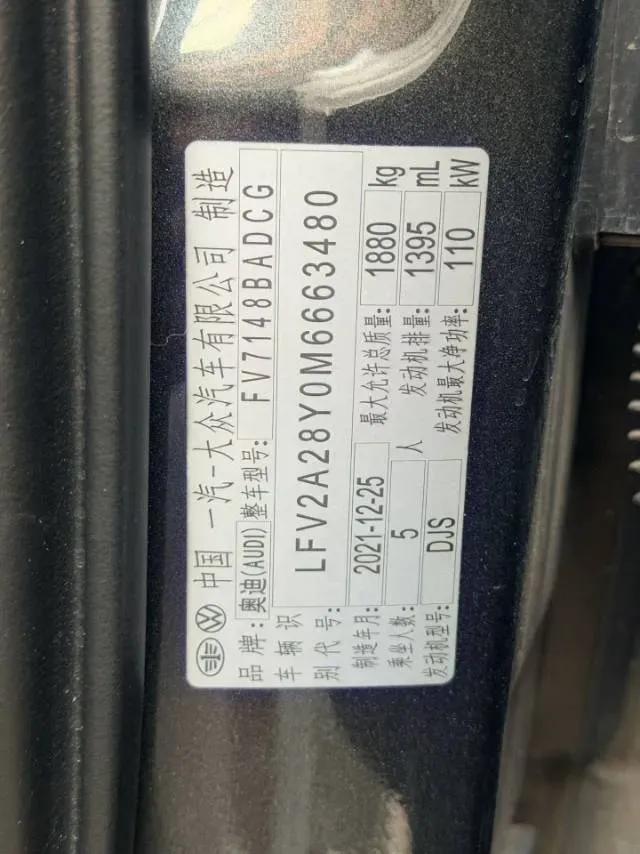 中国 一汽-大众汽车有限公司 制造
品牌: 奥迪(AUDI) 整车型号: FV7148BADCG
车辆识
别代号: LFV2A28Y0M6663480
制造年月: 2021-12-25 最大允许总质量: 1880 kg
乘坐人数: 5 人 发动机排量: 1395 mL
发动机型号: DJS 发动机最大净功率: 110 kW